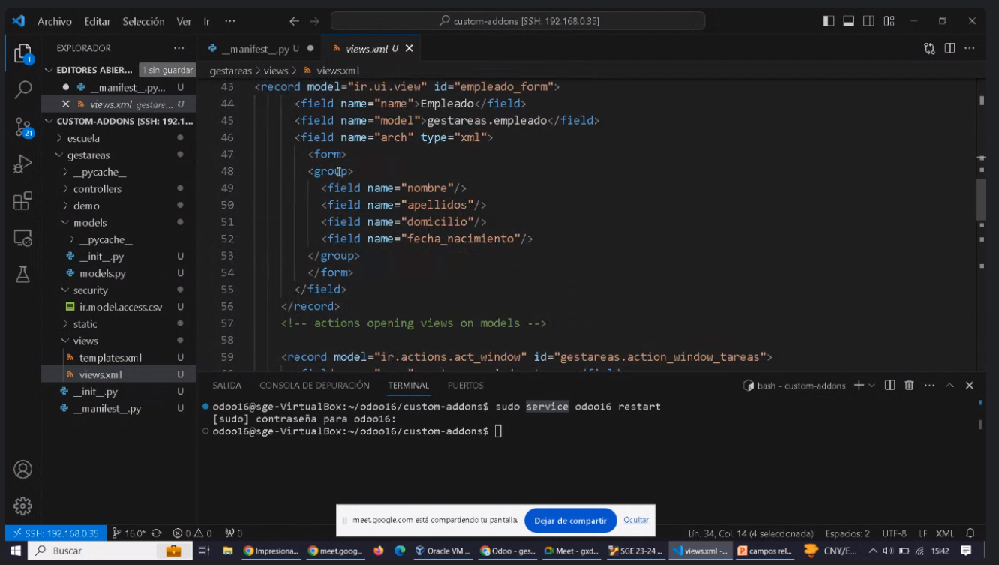 Archivo Editar Selección Ver Ir ···
custom-addons [SSH: 192.168.0.35]
EXPLORADOR ···
__manifest__.py U
views.xml U
EDITORES ABIER... 1 sin guardar
__manifest__.py... U
views.xml gestare... U
CUSTOM-ADDONS [SSH: 192.1...
escuela
gestareas
__pycache__
controllers
demo
models
__pycache__
__init__.py U
models.py U
security
ir.model.access.csv U
static
views
templates.xml U
views.xml U
__init__.py U
__manifest__.py U
1
21
gestareas > views > views.xml
43 <record model="ir.ui.view" id="empleado_form">
44 <field name="name">Empleado</field>
45 <field name="model">gestareas.empleado</field>
46 <field name="arch" type="xml">
47 <form>
48 <group>
49 <field name="nombre"/>
50 <field name="apellidos"/>
51 <field name="domicilio"/>
52 <field name="fecha_nacimiento"/>
53 </group>
54 </form>
55 </field>
56 </record>
57 <!-- actions opening views on models -->
58
59 <record model="ir.actions.act_window" id="gestareas.action_window_tareas">
SALIDA CONSOLA DE DEPURACIÓN TERMINAL PUERTOS
bash - custom-addons
odoo16@sge-VirtualBox:~/odoo16/custom-addons$ sudo service odoo16 restart
[sudo] contraseña para odoo16:
odoo16@sge-VirtualBox:~/odoo16/custom-addons$
meet.google.com está compartiendo tu pantalla. Dejar de compartir Ocultar
SSH: 192.168.0.35 16.0* 0 0 0
Lín. 34, Col. 14 (4 seleccionada) Espacios: 2 UTF-8 LF XML
Buscar
Impresiona... meet.goog... Oracle VM ... Odoo - ges... Meet - gxd... SGE 23-24 ... views.xml -... campos rel... CNY/E... 15:42